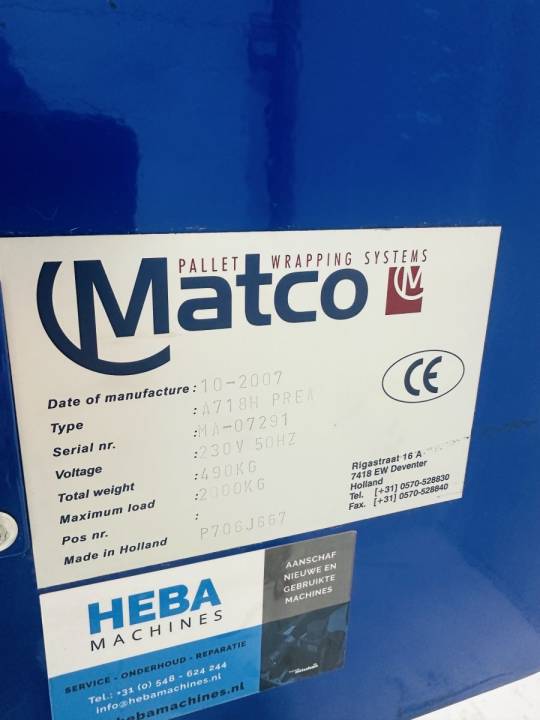 PALLET WRAPPING SYSTEMS
Matco M
Date of manufacture : 10-2007
Type : A718H PREA
Serial nr. : MA-07291
Voltage : 230V 50HZ
Total weight : 490KG
Maximum load : 2000KG
Pos nr. :
Made in Holland P706J667
CE
Rigastraat 16 A
7418 EW Deventer
Holland
Tel. [+31] 0570-528830
Fax. [+31] 0570-528840
HEBA
MACHINES
SERVICE - ONDERHOUD - REPARATIE
Tel.: +31 (0) 548 - 624 244
info@hebamachines.nl
hebamachines.nl
AANSCHAF
NIEUWE EN
GEBRUIKTE
MACHINES